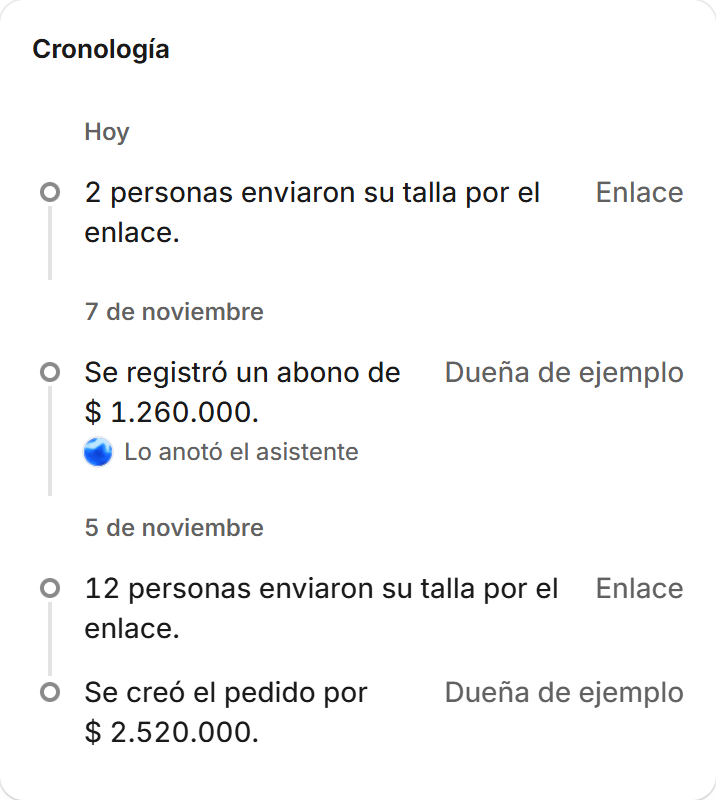 Cronología
Hoy
2 personas enviaron su talla por el enlace.
Enlace
7 de noviembre
Se registró un abono de $ 1.260.000.
Dueña de ejemplo
Lo anotó el asistente
5 de noviembre
12 personas enviaron su talla por el enlace.
Enlace
Se creó el pedido por $ 2.520.000.
Dueña de ejemplo